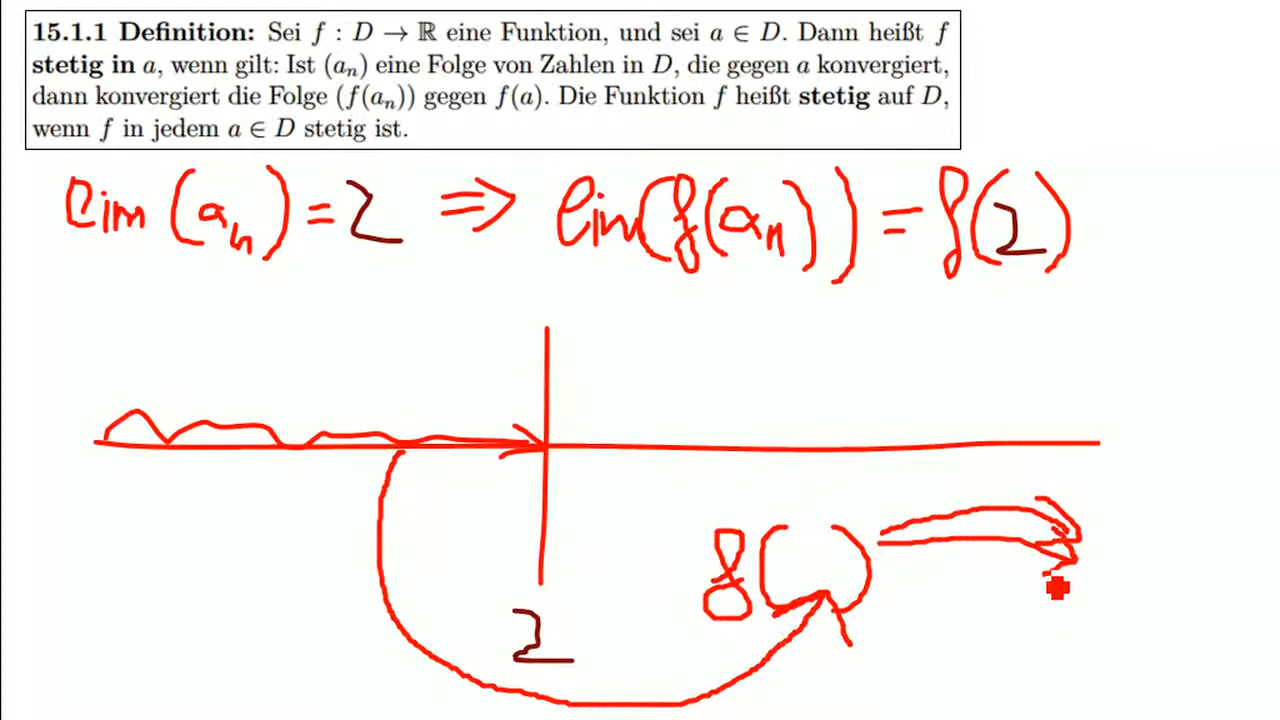 15.1.1 Definition: Sei f : D → ℝ eine Funktion, und sei a ∈ D. Dann heißt f
stetig in a, wenn gilt: Ist (aₙ) eine Folge von Zahlen in D, die gegen a konvergiert,
dann konvergiert die Folge (f(aₙ)) gegen f(a). Die Funktion f heißt stetig auf D,
wenn f in jedem a ∈ D stetig ist.
lim (aₙ) = 2 ⇒ lim(f(aₙ)) = f(2)
f( )
2